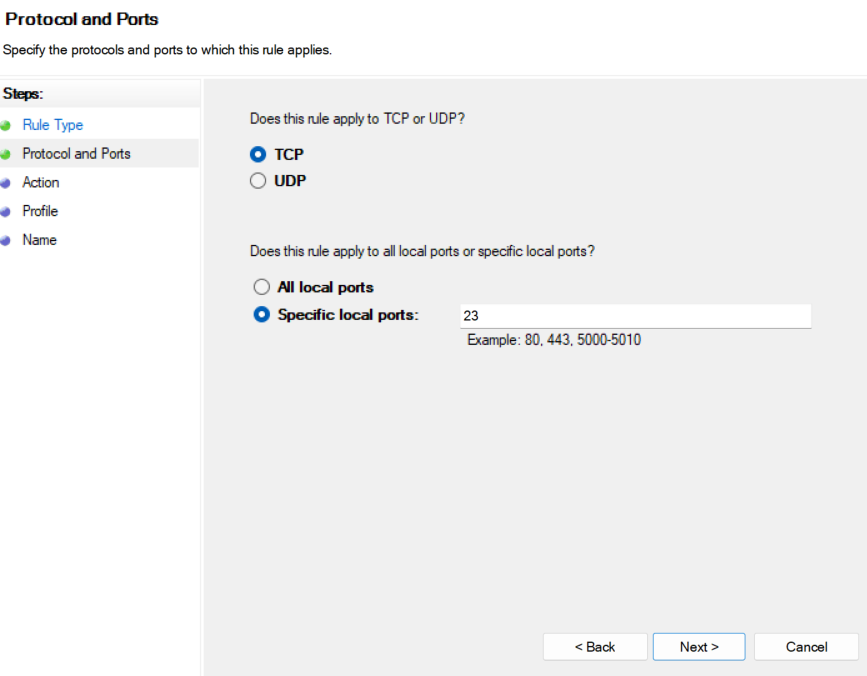 Protocol and Ports
Specify the protocols and ports to which this rule applies.
Steps:
Rule Type
Protocol and Ports
Action
Profile
Name
Does this rule apply to TCP or UDP?
TCP
UDP
Does this rule apply to all local ports or specific local ports?
All local ports
Specific local ports: 23
Example: 80, 443, 5000-5010
< Back Next > Cancel